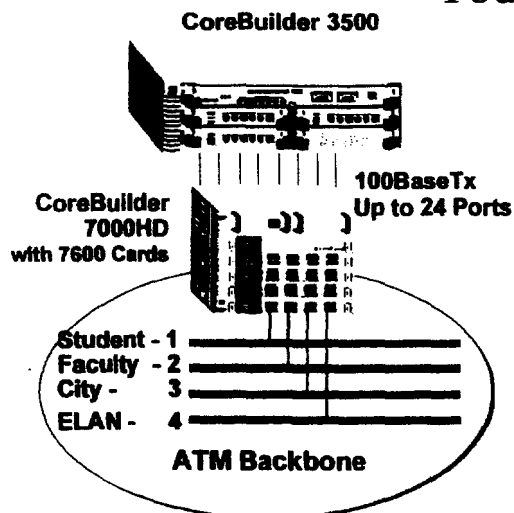 CoreBuilder 3500
100BaseTx
Up to 24 Ports
CoreBuilder
7000HD
with 7600 Cards
Student - 1
Faculty - 2
City - 3
ELAN - 4
ATM Backbone